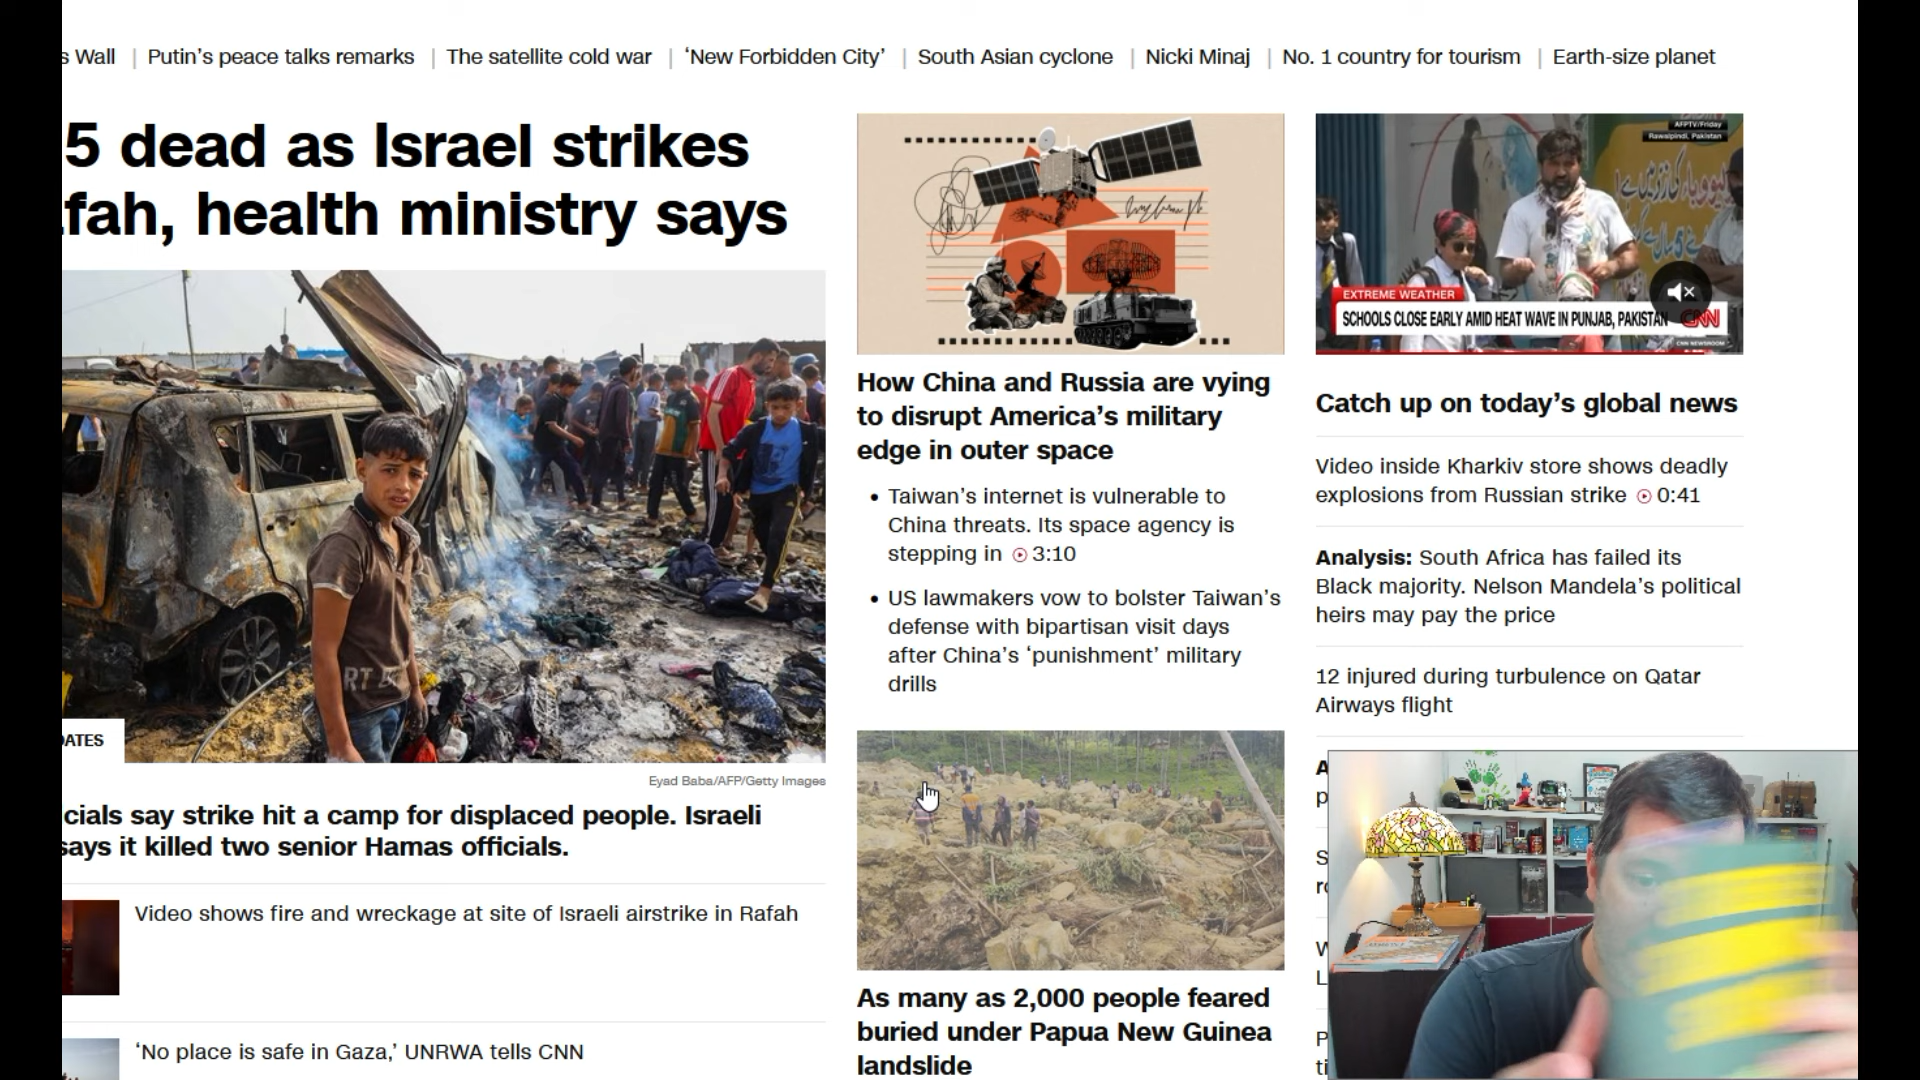 s Wall | Putin's peace talks remarks | The satellite cold war | 'New Forbidden City' | South Asian cyclone | Nicki Minaj | No. 1 country for tourism | Earth-size planet
5 dead as Israel strikes
fah, health ministry says
DATES
Eyad Baba/AFP/Getty Images
cials say strike hit a camp for displaced people. Israeli
says it killed two senior Hamas officials.
Video shows fire and wreckage at site of Israeli airstrike in Rafah
'No place is safe in Gaza,' UNRWA tells CNN
How China and Russia are vying
to disrupt America's military
edge in outer space
• Taiwan's internet is vulnerable to
China threats. Its space agency is
stepping in 3:10
• US lawmakers vow to bolster Taiwan's
defense with bipartisan visit days
after China's 'punishment' military
drills
As many as 2,000 people feared
buried under Papua New Guinea
landslide
AFPTV/Friday
Rawalpindi, Pakistan
EXTREME WEATHER
SCHOOLS CLOSE EARLY AMID HEAT WAVE IN PUNJAB, PAKISTAN
CNN
CNN NEWSROOM
Catch up on today's global news
Video inside Kharkiv store shows deadly
explosions from Russian strike 0:41
Analysis: South Africa has failed its
Black majority. Nelson Mandela's political
heirs may pay the price
12 injured during turbulence on Qatar
Airways flight